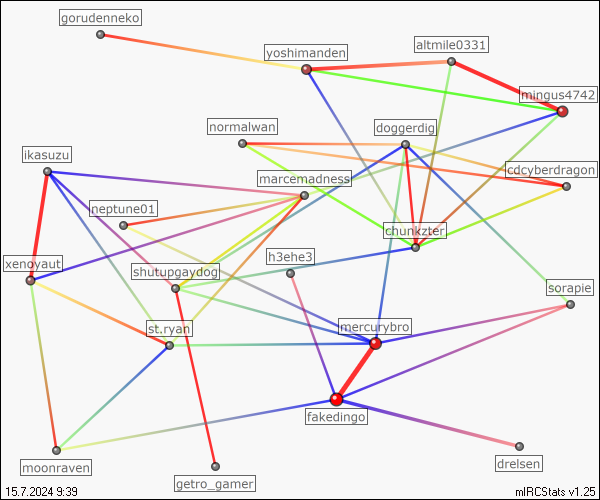 gorudenneko
altmile0331
yoshimanden
mingus4742
normalwan
doggerdig
ikasuzu
cdcyberdragon
marcemadness
neptune01
chunkzter
h3ehe3
xenoyaut
shutupgaydog
sorapie
st.ryan
mercurybro
fakedingo
drelsen
moonraven
getro_gamer
15.7.2024 9:39
mIRCStats v1.25